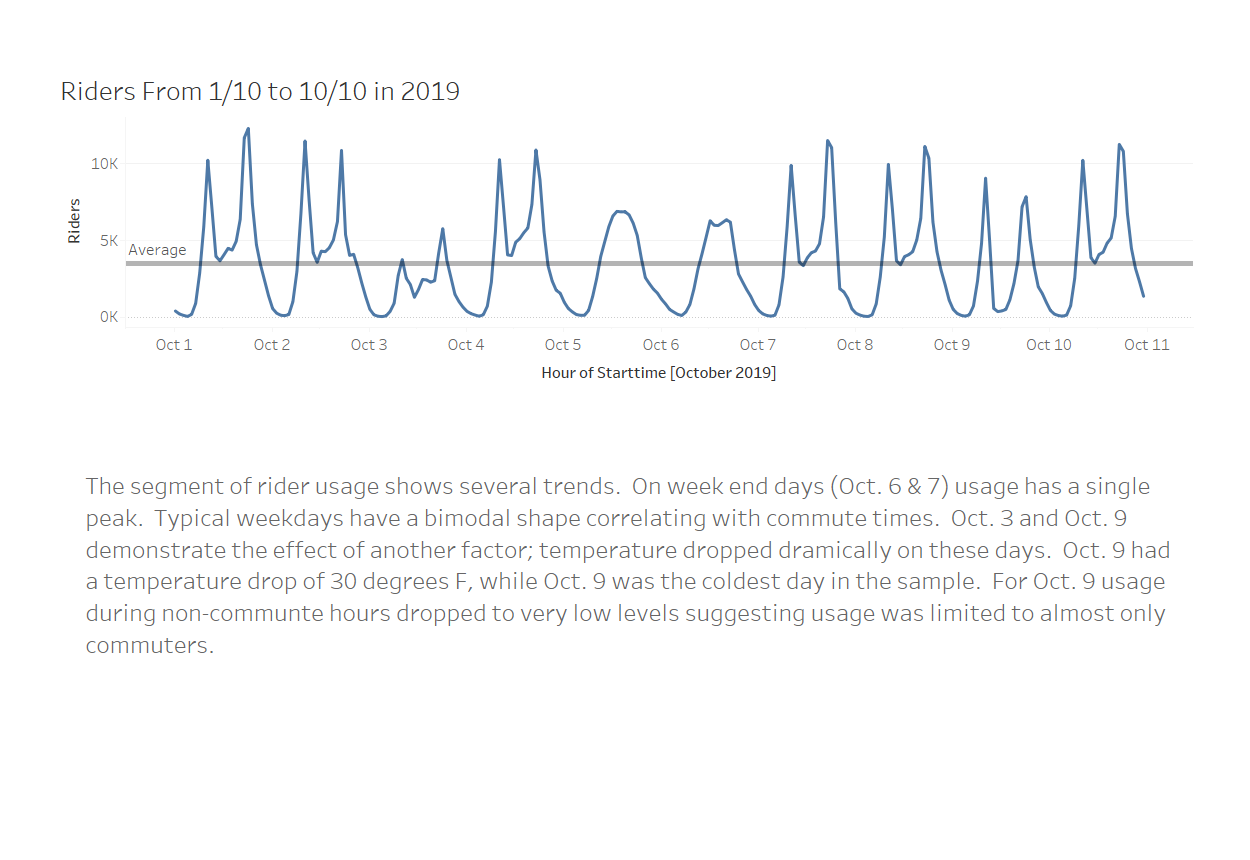 Riders From 1/10 to 10/10 in 2019
10K
5K
0K
Riders
Average
Oct 1 Oct 2 Oct 3 Oct 4 Oct 5 Oct 6 Oct 7 Oct 8 Oct 9 Oct 10 Oct 11
Hour of Starttime [October 2019]
The segment of rider usage shows several trends.  On week end days (Oct. 6 & 7) usage has a single
peak.  Typical weekdays have a bimodal shape correlating with commute times.  Oct. 3 and Oct. 9
demonstrate the effect of another factor; temperature dropped dramically on these days.  Oct. 9 had
a temperature drop of 30 degrees F, while Oct. 9 was the coldest day in the sample.  For Oct. 9 usage
during non-communte hours dropped to very low levels suggesting usage was limited to almost only
commuters.